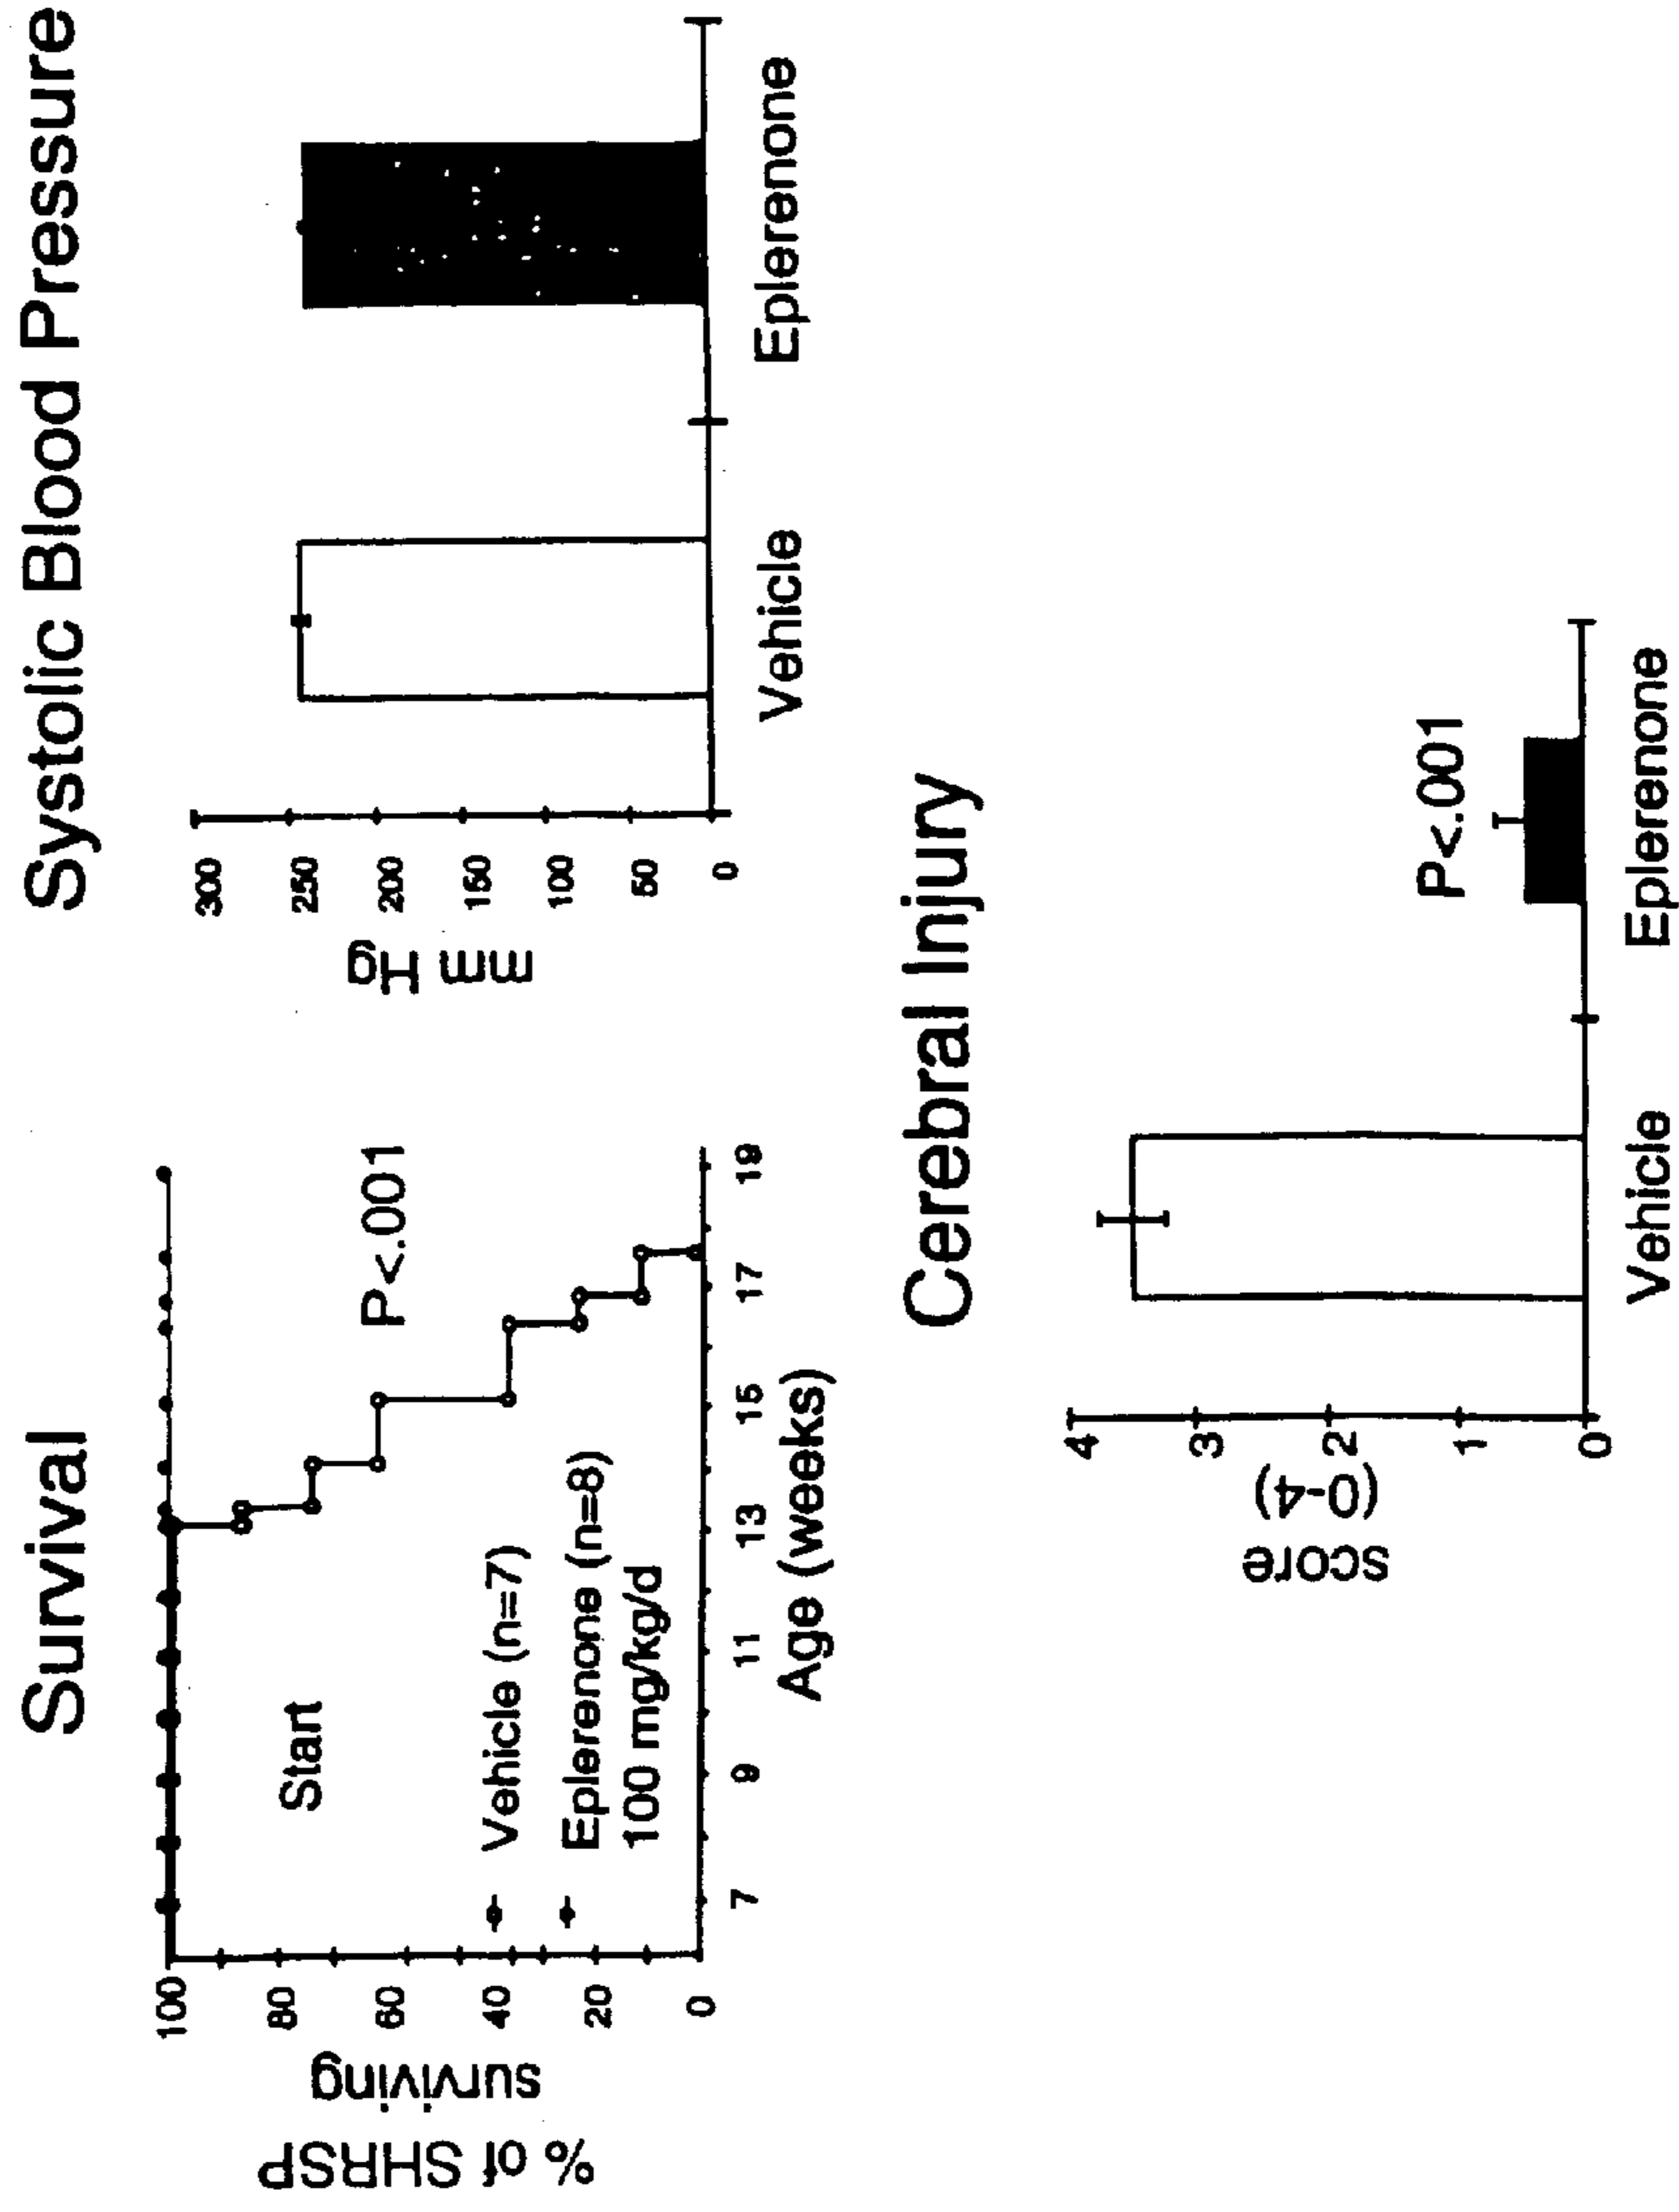 Survival
% of SHRSP
surviving
100
80
60
40
20
0
Start
P<.001
Vehicle (n=7)
Eplerenone (n=8)
100 mg/kg/d
7
9
11
13
15
17
19
Age (weeks)
Systolic Blood Pressure
mm Hg
300
250
200
150
100
50
0
Vehicle
Eplerenone
Cerebral Injury
score
(0-4)
4
3
2
1
0
P<.001
Vehicle
Eplerenone